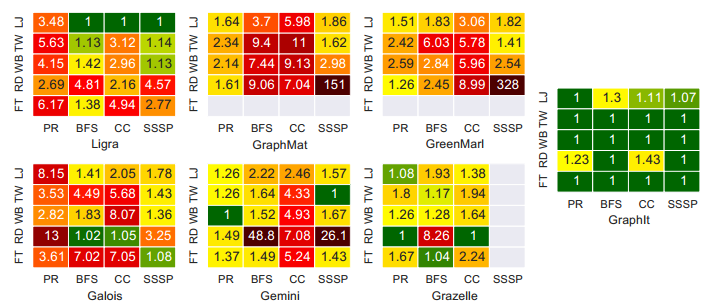 LJ 3.48 1 1 1
TW 5.63 1.13 3.12 1.14
WB 4.15 1.42 2.96 1.13
RD 2.69 4.81 2.16 4.57
FT 6.17 1.38 4.94 2.77
PR BFS CC SSSP
Ligra
LJ 1.64 3.7 5.98 1.86
TW 2.34 9.4 11 1.62
WB 2.14 7.44 9.13 2.98
RD 1.61 9.06 7.04 151
FT
PR BFS CC SSSP
GraphMat
LJ 1.51 1.83 3.06 1.82
TW 2.42 6.03 5.78 1.41
WB 2.59 2.84 5.96 2.54
RD 1.26 2.45 8.99 328
FT
PR BFS CC SSSP
GreenMarl
LJ 8.15 1.41 2.05 1.78
TW 3.53 4.49 5.68 1.43
WB 2.82 1.83 8.07 1.36
RD 13 1.02 1.05 3.25
FT 3.61 7.02 7.05 1.08
PR BFS CC SSSP
Galois
LJ 1.26 2.22 2.46 1.57
TW 1.26 1.64 4.33 1
WB 1 1.52 4.93 1.67
RD 1.49 48.8 7.08 26.1
FT 1.37 1.49 5.24 1.43
PR BFS CC SSSP
Gemini
LJ 1.08 1.93 1.38
TW 1.8 1.17 1.94
WB 1.26 1.28 1.64
RD 1 8.26 1
FT 1.67 1.04 2.24
PR BFS CC SSSP
Grazelle
LJ 1 1.3 1.11 1.07
TW 1 1 1 1
WB 1 1 1 1
RD 1.23 1 1.43 1
FT 1 1 1 1
PR BFS CC SSSP
GraphIt